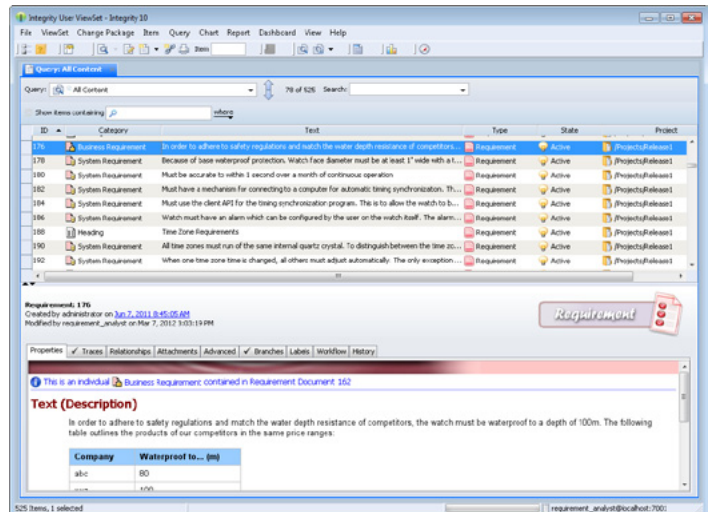 Integrity User ViewSet - Integrity 10
File ViewSet Change Package Item Query Chart Report Dashboard View Help
Item
Query: All Content
Query: All Content 78 of 525 Search:
Show items containing where
ID Category Text Type State Project
176 Business Requirement In order to adhere to safety regulations and match the water depth resistance of competitors... Requirement Active /Projects/Release1
178 System Requirement Because of base waterproof protection. Watch face diameter must be at least 1" wide with a t... Requirement Active /Projects/Release1
180 System Requirement Must be accurate to within 1 second over a month of continuous operation Requirement Active /Projects/Release1
182 System Requirement Must have a mechanism for connecting to a computer for automatic timing synchronization. Th... Requirement Active /Projects/Release1
184 System Requirement Must use the client API for the timing synchronization program. This is to allow the watch to b... Requirement Active /Projects/Release1
186 System Requirement Watch must have an alarm which can be configured by the user on the watch itself. The alarm... Requirement Active /Projects/Release1
188 Heading Time Zone Requirements Requirement Active /Projects/Release1
190 System Requirement All time zones must run of the same internal quartz crystal. To distinguish between the time zo... Requirement Active /Projects/Release1
192 System Requirement When one time zone time is changed, all others must adjust automatically. The only exception... Requirement Active /Projects/Release1
Requirement: 176
Created by administrator on Jun 7, 2011 8:45:05 AM
Modified by requirement_analyst on Mar 7, 2012 3:03:19 PM
Requirement
Properties Traces Relationships Attachments Advanced Branches Labels Workflow History
This is an individual Business Requirement contained in Requirement Document 162
Text (Description)
In order to adhere to safety regulations and match the water depth resistance of competitors, the watch must be waterproof to a depth of 100m. The following
table outlines the products of our competitors in the same price ranges:
Company Waterproof to... (m)
abc 80
100
525 Items, 1 selected requirement_analyst@localhost:7001